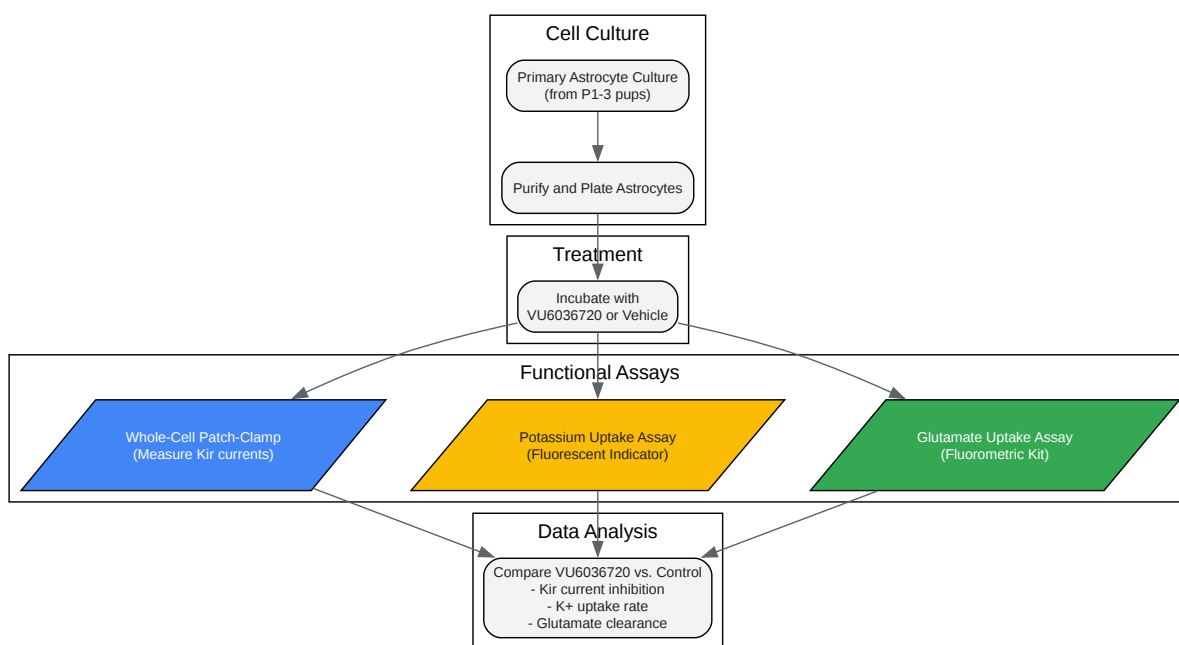 Cell Culture
Primary Astrocyte Culture
(from P1-3 pups)
Purify and Plate Astrocytes
Treatment
Incubate with
VU6036720 or Vehicle
Functional Assays
Whole-Cell Patch-Clamp
(Measure Kir currents)
Potassium Uptake Assay
(Fluorescent Indicator)
Glutamate Uptake Assay
(Fluorometric Kit)
Data Analysis
Compare VU6036720 vs. Control
- Kir current inhibition
- K+ uptake rate
- Glutamate clearance